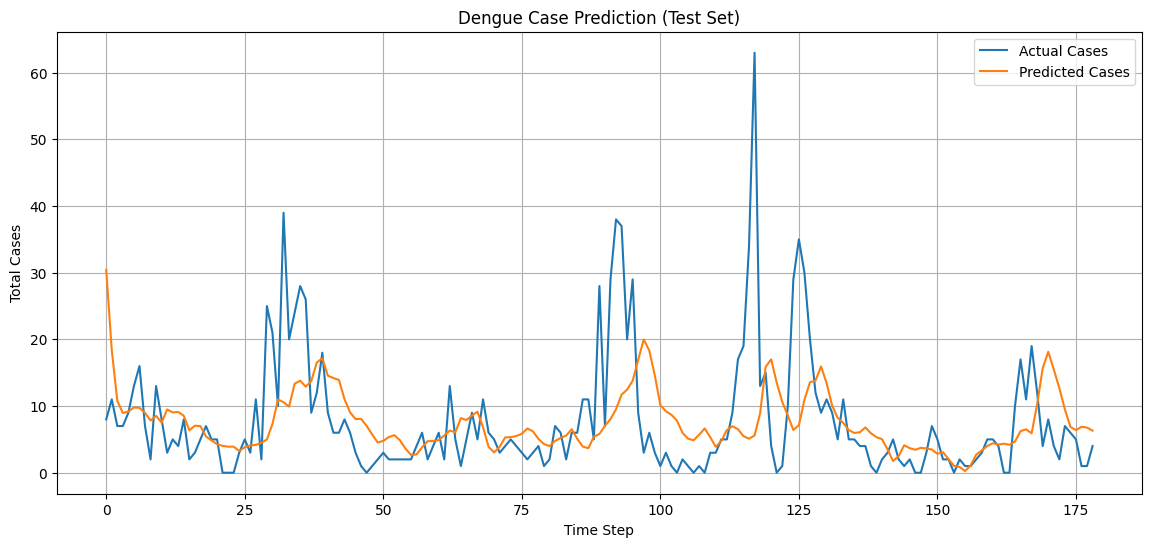 Dengue Case Prediction (Test Set)
Actual Cases
Predicted Cases
Total Cases
60
50
40
30
20
10
0
0 25 50 75 100 125 150 175
Time Step